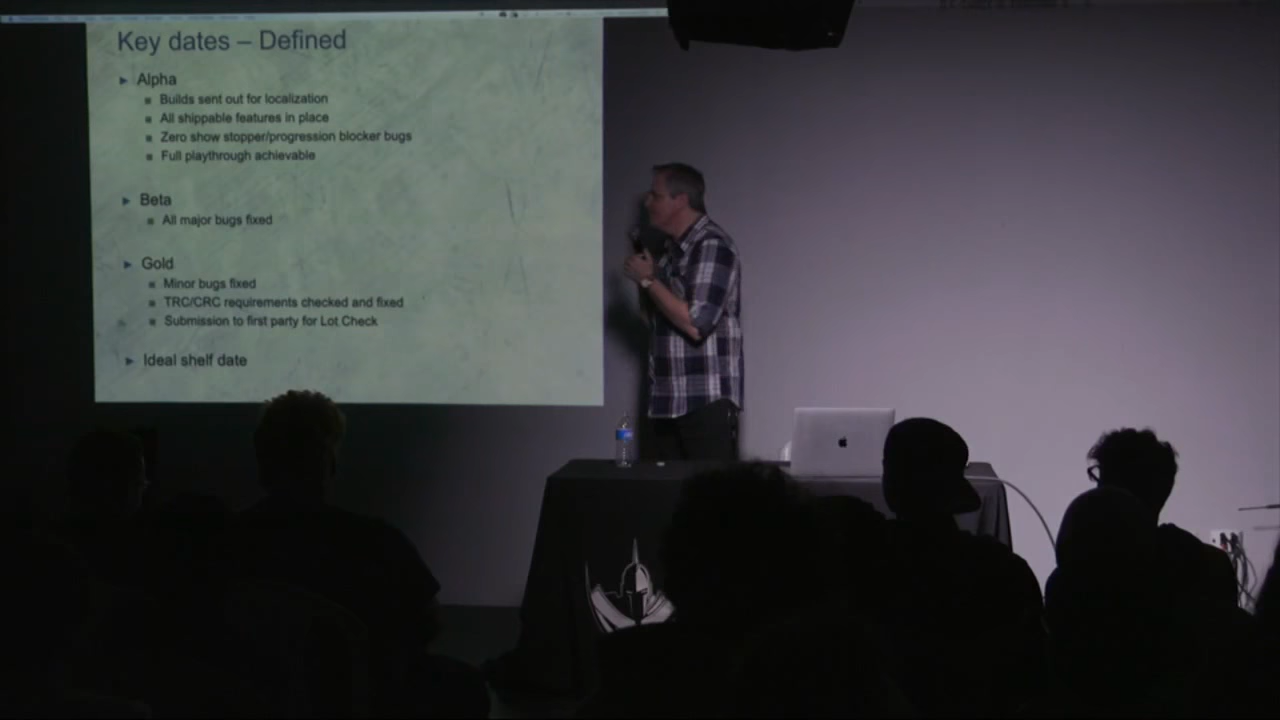 Key dates – Defined
Alpha
Builds sent out for localization
All shippable features in place
Zero show stopper/progression blocker bugs
Full playthrough achievable
Beta
All major bugs fixed
Gold
Minor bugs fixed
TRC/CRC requirements checked and fixed
Submission to first party for Lot Check
Ideal shelf date